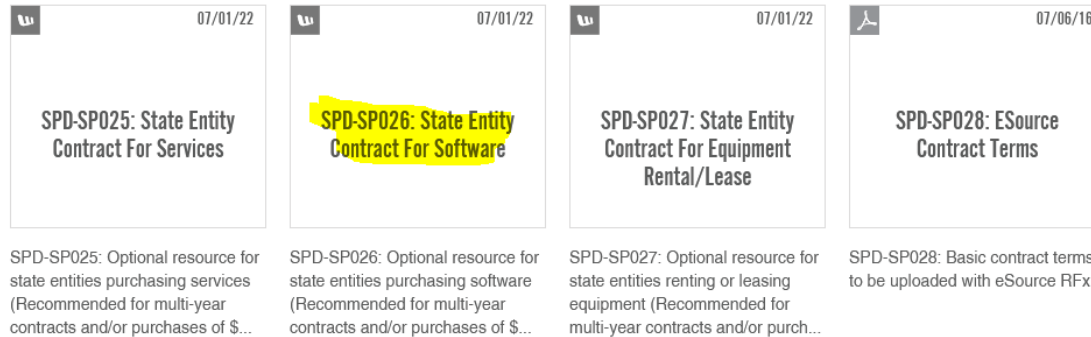 07/01/22
SPD-SP025: State Entity
Contract For Services
SPD-SP025: Optional resource for
state entities purchasing services
(Recommended for multi-year
contracts and/or purchases of $...
07/01/22
SPD-SP026: State Entity
Contract For Software
SPD-SP026: Optional resource for
state entities purchasing software
(Recommended for multi-year
contracts and/or purchases of $...
07/01/22
SPD-SP027: State Entity
Contract For Equipment
Rental/Lease
SPD-SP027: Optional resource for
state entities renting or leasing
equipment (Recommended for
multi-year contracts and/or purch...
07/06/16
SPD-SP028: ESource
Contract Terms
SPD-SP028: Basic contract terms
to be uploaded with eSource RFx